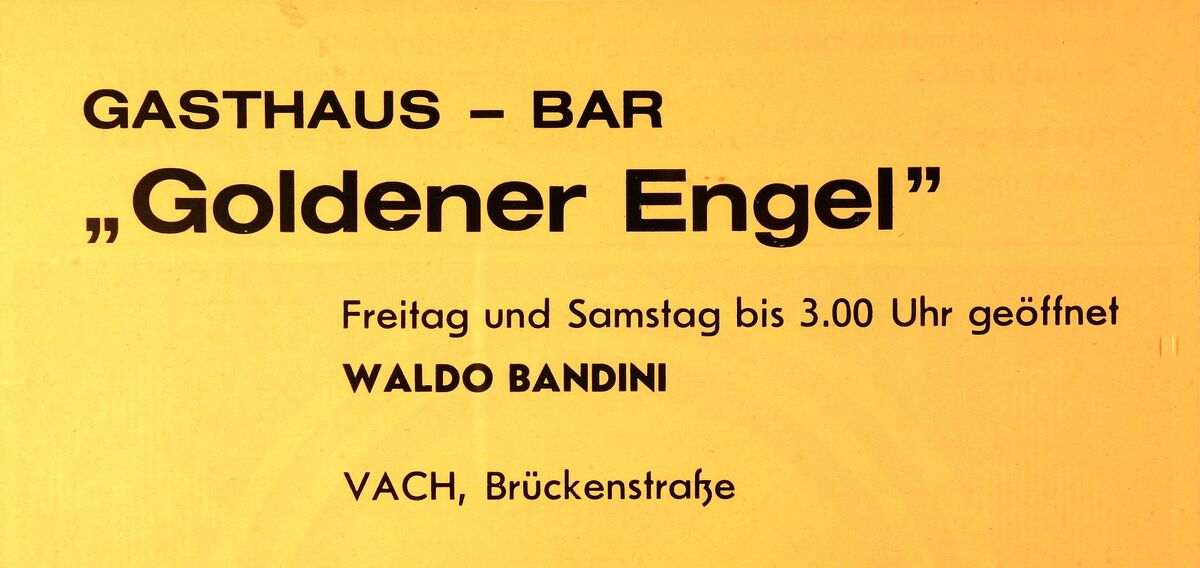 GASTHAUS – BAR
„Goldener Engel”
Freitag und Samstag bis 3.00 Uhr geöffnet
WALDO BANDINI
VACH, Brückenstraße